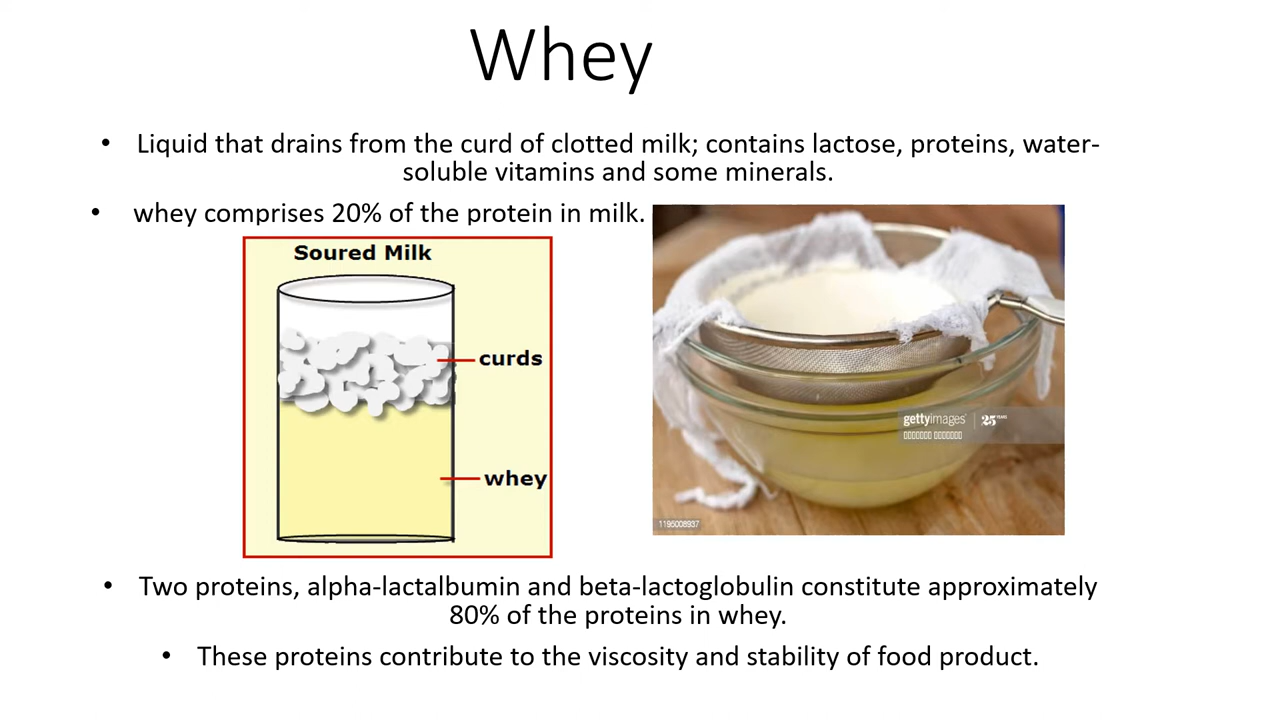 Whey
• Liquid that drains from the curd of clotted milk; contains lactose, proteins, water-
soluble vitamins and some minerals.
• whey comprises 20% of the protein in milk.
Soured Milk
curds
whey
gettyimages®
25 YEARS
1195008937
• Two proteins, alpha-lactalbumin and beta-lactoglobulin constitute approximately
80% of the proteins in whey.
• These proteins contribute to the viscosity and stability of food product.